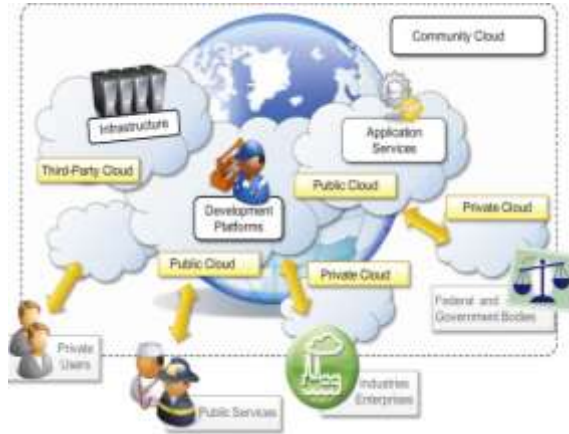 Community Cloud
Infrastructure
Application
Services
Third-Party Cloud
Public Cloud
Development
Platforms
Private Cloud
Public Cloud
Private Cloud
Federal and
Government Bodies
Private
Users
Industries
Enterprises
Public Services